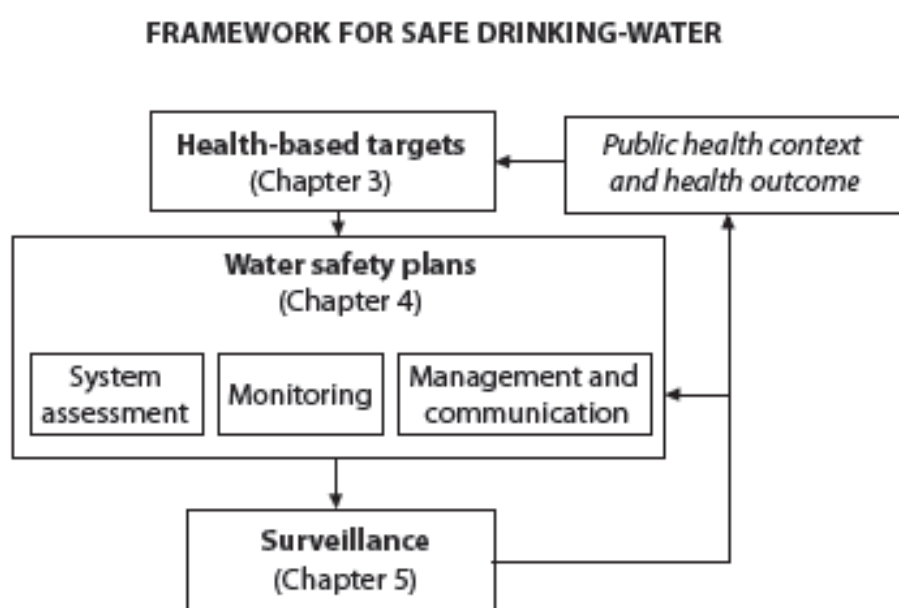 FRAMEWORK FOR SAFE DRINKING-WATER
Health-based targets
(Chapter 3)
Public health context
and health outcome
Water safety plans
(Chapter 4)
System
assessment
Monitoring
Management and
communication
Surveillance
(Chapter 5)